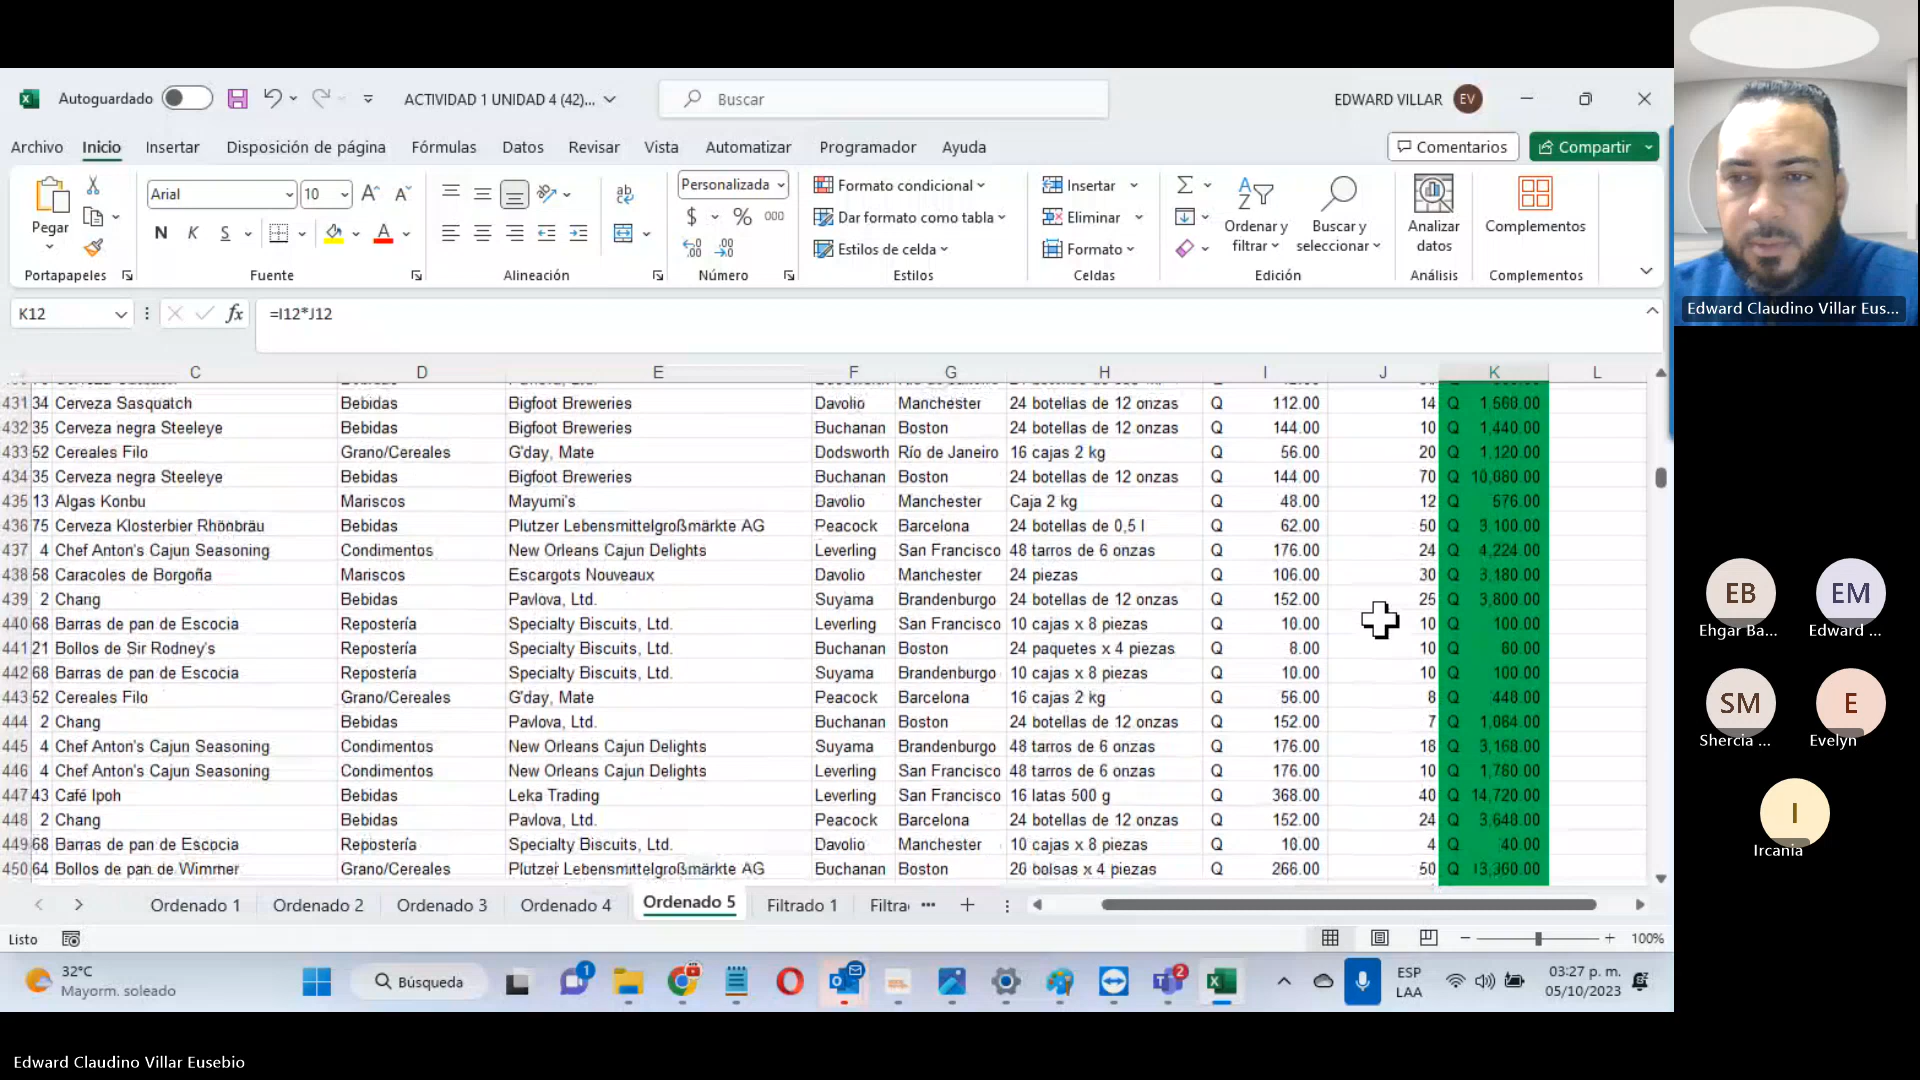 Autoguardado ACTIVIDAD 1 UNIDAD 4 (42)... Buscar EDWARD VILLAR EV
Archivo Inicio Insertar Disposición de página Fórmulas Datos Revisar Vista Automatizar Programador Ayuda Comentarios Compartir
Pegar Arial 10 Personalizada Formato condicional Insertar
N K S $ % 000 Dar formato como tabla Eliminar Ordenar y filtrar Buscar y seleccionar Analizar datos Complementos
Estilos de celda Formato
Portapapeles Fuente Alineación Número Estilos Celdas Edición Análisis Complementos
K12 fx =I12*J12
C D E F G H I J K L
431 34 Cerveza Sasquatch Bebidas Bigfoot Breweries Davolio Manchester 24 botellas de 12 onzas Q 112.00 14 Q 1,568.00
432 35 Cerveza negra Steeleye Bebidas Bigfoot Breweries Buchanan Boston 24 botellas de 12 onzas Q 144.00 10 Q 1,440.00
433 52 Cereales Filo Grano/Cereales G'day, Mate Dodsworth Río de Janeiro 16 cajas 2 kg Q 56.00 20 Q 1,120.00
434 35 Cerveza negra Steeleye Bebidas Bigfoot Breweries Buchanan Boston 24 botellas de 12 onzas Q 144.00 70 Q 10,080.00
435 13 Algas Konbu Mariscos Mayumi's Davolio Manchester Caja 2 kg Q 48.00 12 Q 576.00
436 75 Cerveza Klosterbier Rhönbräu Bebidas Plutzer Lebensmittelgroßmärkte AG Peacock Barcelona 24 botellas de 0,5 l Q 62.00 50 Q 3,100.00
437 4 Chef Anton's Cajun Seasoning Condimentos New Orleans Cajun Delights Leverling San Francisco 48 tarros de 6 onzas Q 176.00 24 Q 4,224.00
438 58 Caracoles de Borgoña Mariscos Escargots Nouveaux Davolio Manchester 24 piezas Q 106.00 30 Q 3,180.00
439 2 Chang Bebidas Pavlova, Ltd. Suyama Brandenburgo 24 botellas de 12 onzas Q 152.00 25 Q 3,800.00
440 68 Barras de pan de Escocia Repostería Specialty Biscuits, Ltd. Leverling San Francisco 10 cajas x 8 piezas Q 10.00 10 Q 100.00
441 21 Bollos de Sir Rodney's Repostería Specialty Biscuits, Ltd. Buchanan Boston 24 paquetes x 4 piezas Q 8.00 10 Q 80.00
442 68 Barras de pan de Escocia Repostería Specialty Biscuits, Ltd. Suyama Brandenburgo 10 cajas x 8 piezas Q 10.00 10 Q 100.00
443 52 Cereales Filo Grano/Cereales G'day, Mate Peacock Barcelona 16 cajas 2 kg Q 56.00 8 Q 448.00
444 2 Chang Bebidas Pavlova, Ltd. Buchanan Boston 24 botellas de 12 onzas Q 152.00 7 Q 1,064.00
445 4 Chef Anton's Cajun Seasoning Condimentos New Orleans Cajun Delights Suyama Brandenburgo 48 tarros de 6 onzas Q 176.00 18 Q 3,168.00
446 4 Chef Anton's Cajun Seasoning Condimentos New Orleans Cajun Delights Leverling San Francisco 48 tarros de 6 onzas Q 176.00 10 Q 1,760.00
447 43 Café Ipoh Bebidas Leka Trading Leverling San Francisco 16 latas 500 g Q 368.00 40 Q 14,720.00
448 2 Chang Bebidas Pavlova, Ltd. Peacock Barcelona 24 botellas de 12 onzas Q 152.00 24 Q 3,648.00
449 68 Barras de pan de Escocia Repostería Specialty Biscuits, Ltd. Davolio Manchester 10 cajas x 8 piezas Q 10.00 4 Q 40.00
450 64 Bollos de pan de Wimmer Grano/Cereales Plutzer Lebensmittelgroßmärkte AG Buchanan Boston 20 bolsas x 4 piezas Q 266.00 50 Q 13,300.00
Ordenado 1 Ordenado 2 Ordenado 3 Ordenado 4 Ordenado 5 Filtrado 1 Filtra
Listo 100%
32°C
Mayorm. soleado
Búsqueda
1
2
ESP
LAA
03:27 p. m.
05/10/2023
Edward Claudino Villar Eus...
EB EM
Ehgar Ba... Edward ...
SM E
Shercia ... Evelyn
I
Ircania
Edward Claudino Villar Eusebio